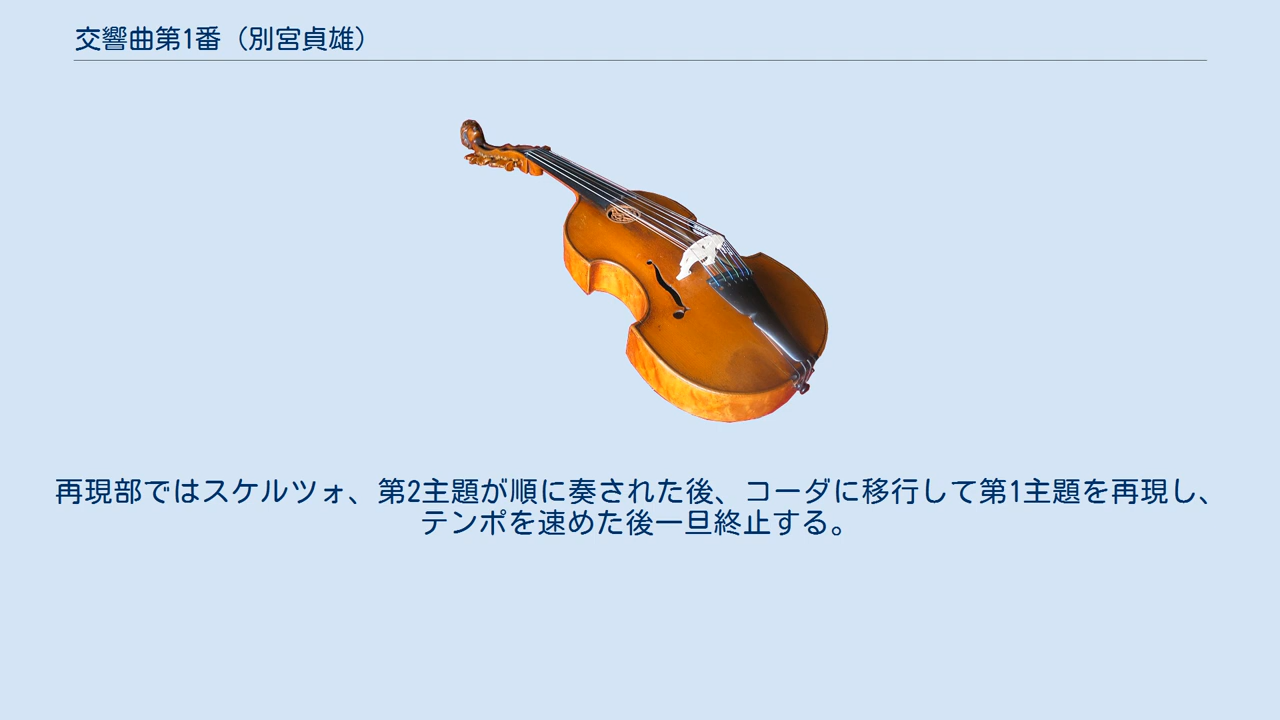 交響曲第1番（別宮貞雄）
再現部ではスケルツォ、第2主題が順に奏された後、コーダに移行して第1主題を再現し、
テンポを速めた後一旦終止する。